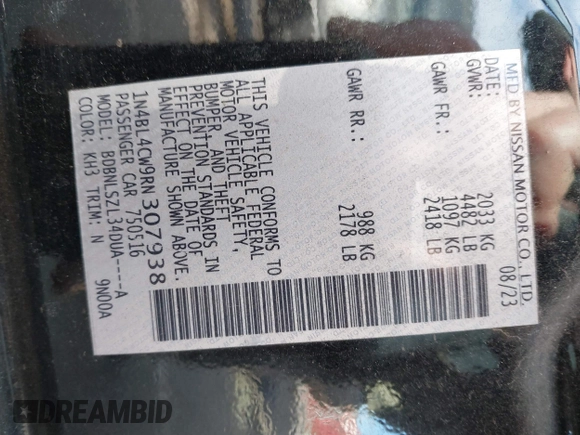 MFD BY NISSAN MOTOR CO., LTD.
DATE: 08/23
GVWR: 2033 KG
4482 LB
GAWR FR.: 1097 KG
2418 LB
GAWR RR.: 988 KG
2178 LB
THIS VEHICLE CONFORMS TO
ALL APPLICABLE FEDERAL
MOTOR VEHICLE SAFETY,
BUMPER, AND THEFT
PREVENTION STANDARDS IN
EFFECT ON THE DATE OF
MANUFACTURE SHOWN ABOVE.
1N4BL4CW9RN307938
PASSENGER CAR 750516
MODEL: BDBNLSZL34DUA----A
COLOR: KH3 TRIM: N 9N00A
DREAMBID